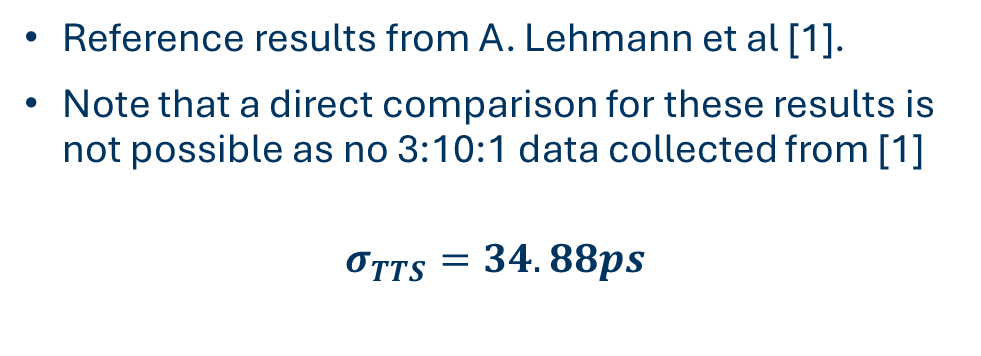 • Reference results from A. Lehmann et al [1].
• Note that a direct comparison for these results is
not possible as no 3:10:1 data collected from [1]
σ_TTS = 34.88ps